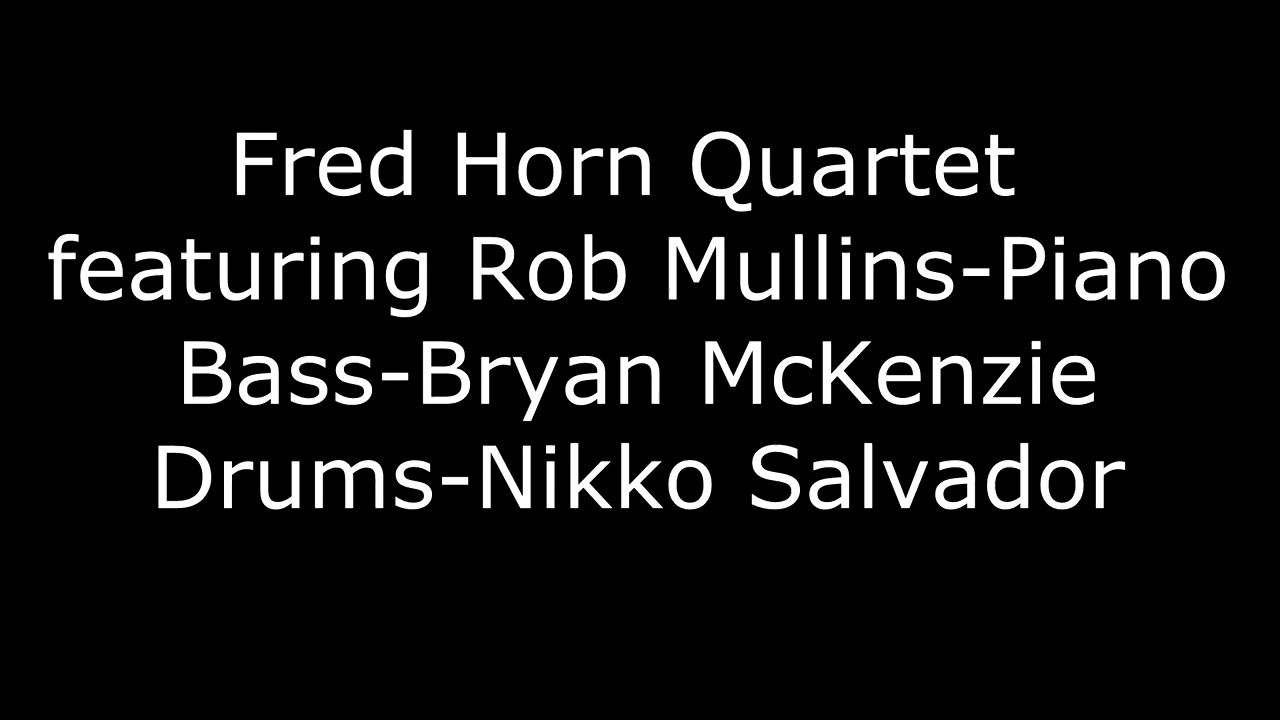 Fred Horn Quartet
featuring Rob Mullins-Piano
Bass-Bryan McKenzie
Drums-Nikko Salvador